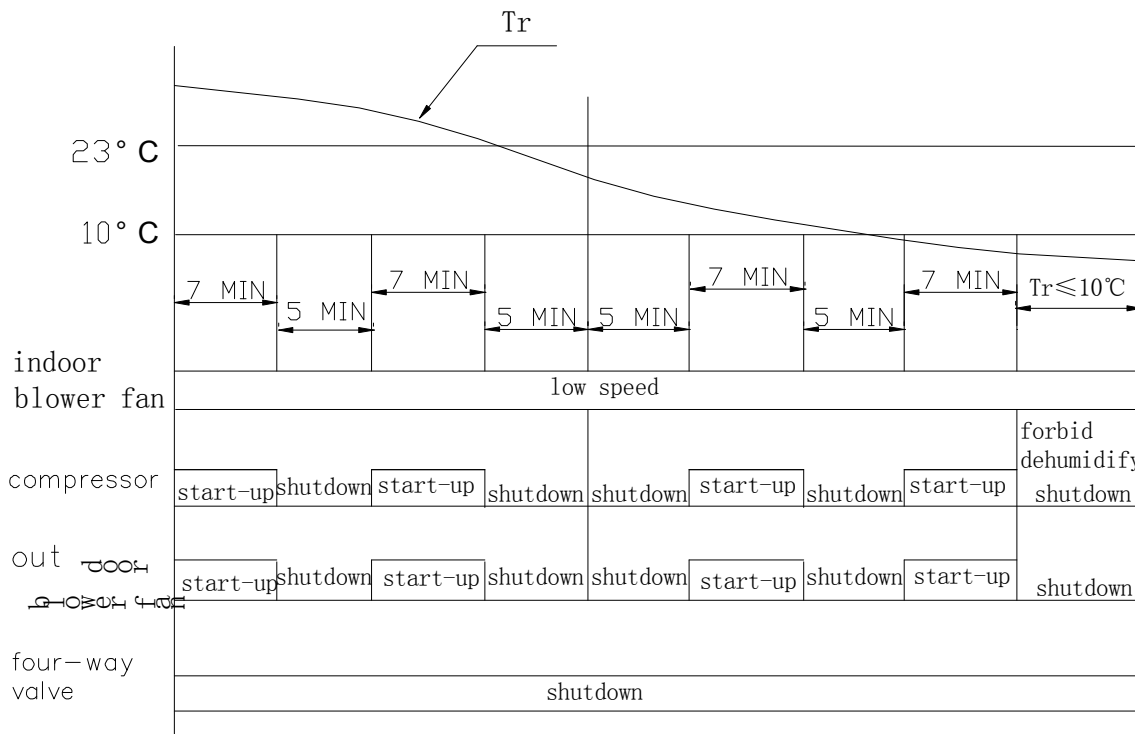 Tr
23°C
10°C
7 MIN
5 MIN
7 MIN
5 MIN
5 MIN
7 MIN
5 MIN
7 MIN
Tr≤10℃
indoor
blower fan
low speed
compressor
start-up
shutdown
start-up
shutdown
shutdown
start-up
shutdown
start-up
forbid
dehumidify
shutdown
out door
blower fan
start-up
shutdown
start-up
shutdown
shutdown
start-up
shutdown
start-up
shutdown
four-way
valve
shutdown